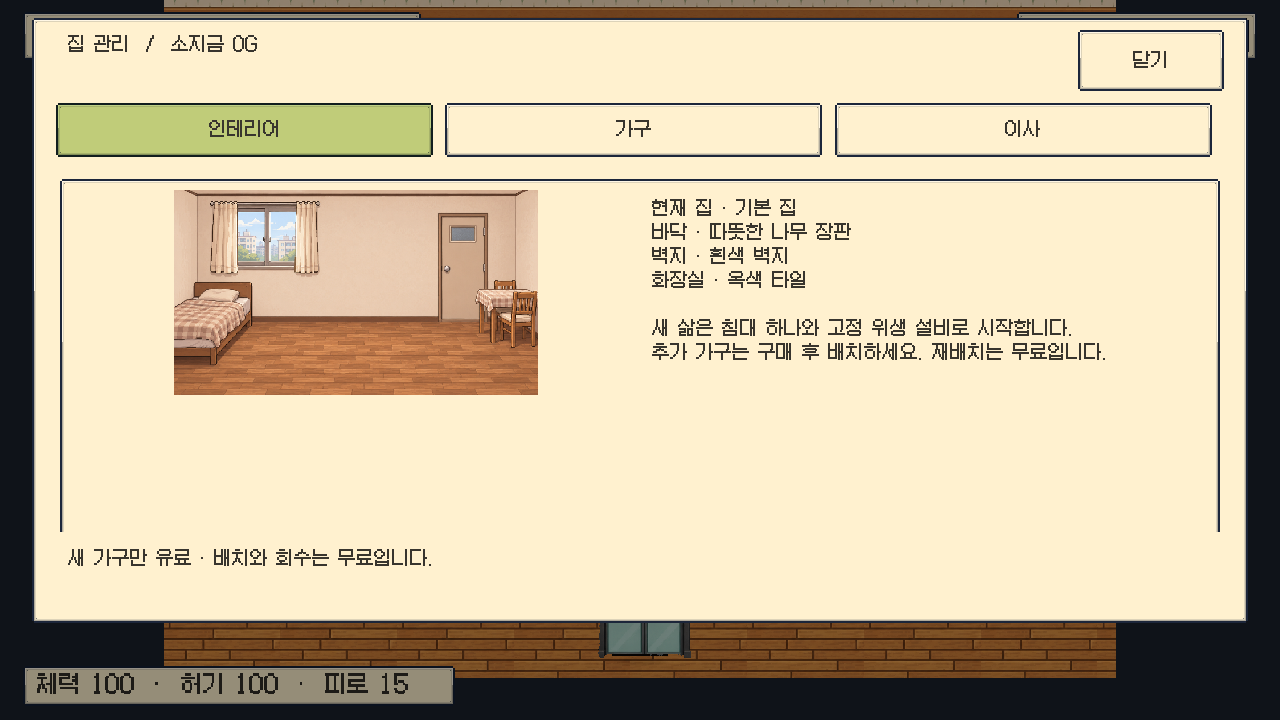 집 관리 / 소지금 0G
닫기
인테리어
가구
이사
현재 집 · 기본 집
바닥 · 따뜻한 나무 장판
벽지 · 흰색 벽지
화장실 · 옥색 타일
새 삶은 침대 하나와 고정 위생 설비로 시작합니다.
추가 가구는 구매 후 배치하세요. 재배치는 무료입니다.
새 가구만 유료 · 배치와 회수는 무료입니다.
체력 100 · 허기 100 · 피로 15